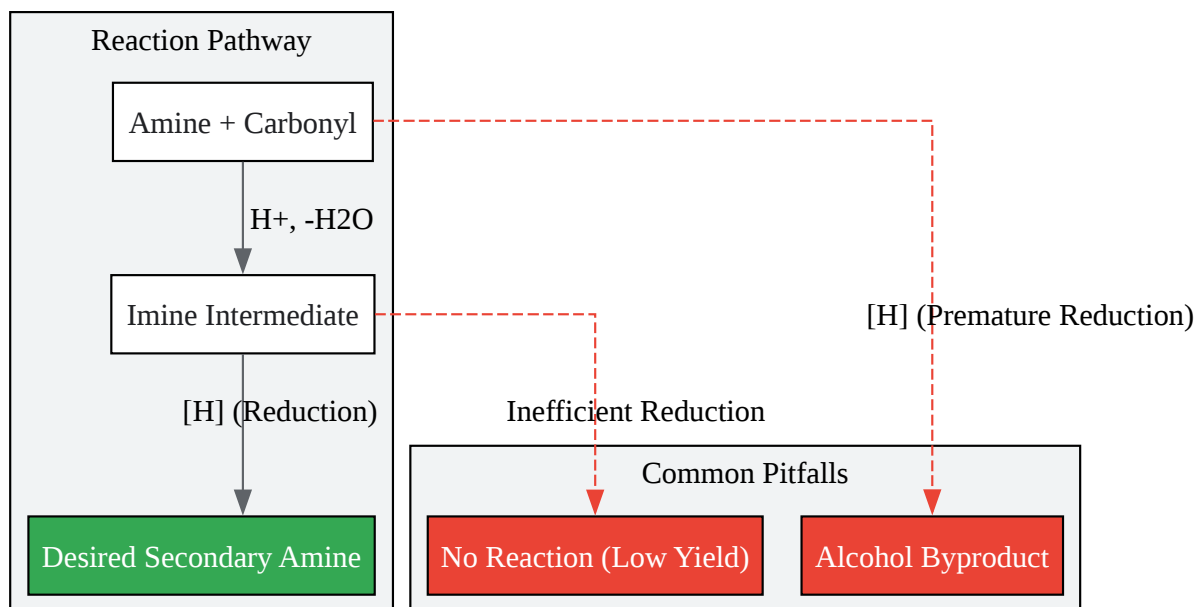 Reaction Pathway
Amine + Carbonyl
H+, -H2O
Imine Intermediate
[H] (Premature Reduction)
[H] (Reduction)
Inefficient Reduction
Common Pitfalls
Desired Secondary Amine
No Reaction (Low Yield)
Alcohol Byproduct